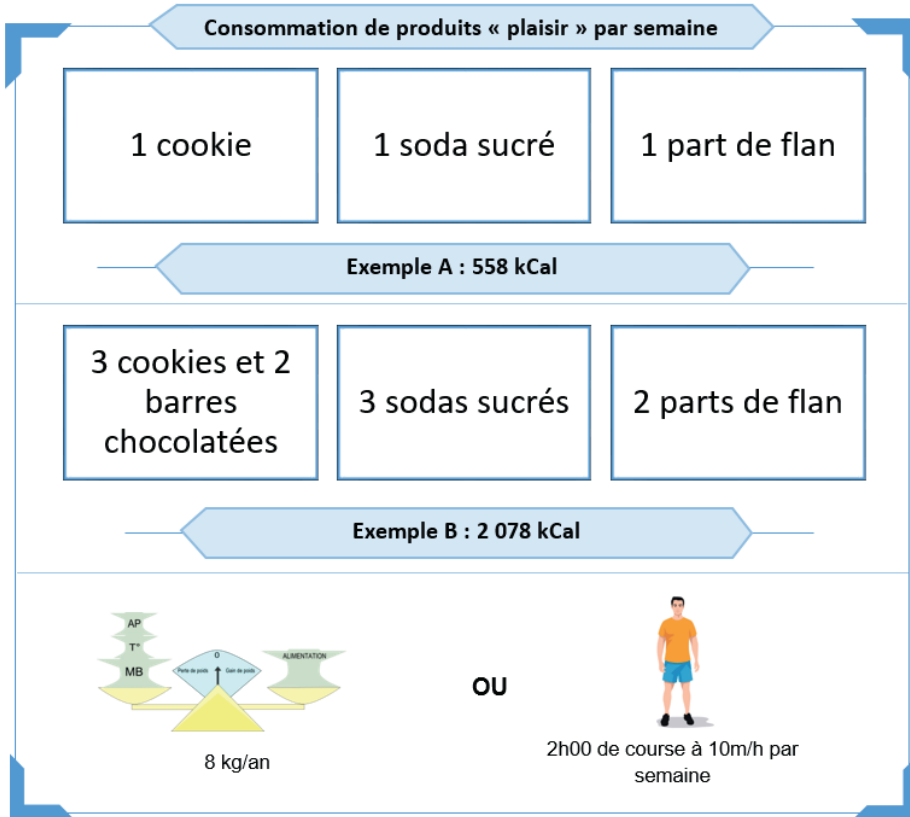 Consommation de produits « plaisir » par semaine
1 cookie
1 soda sucré
1 part de flan
Exemple A : 558 kCal
3 cookies et 2
barres
chocolatées
3 sodas sucrés
2 parts de flan
Exemple B : 2 078 kCal
AP
T°
MB
0
Perte de poids
Gain de poids
ALIMENTATION
8 kg/an
OU
2h00 de course à 10m/h par
semaine